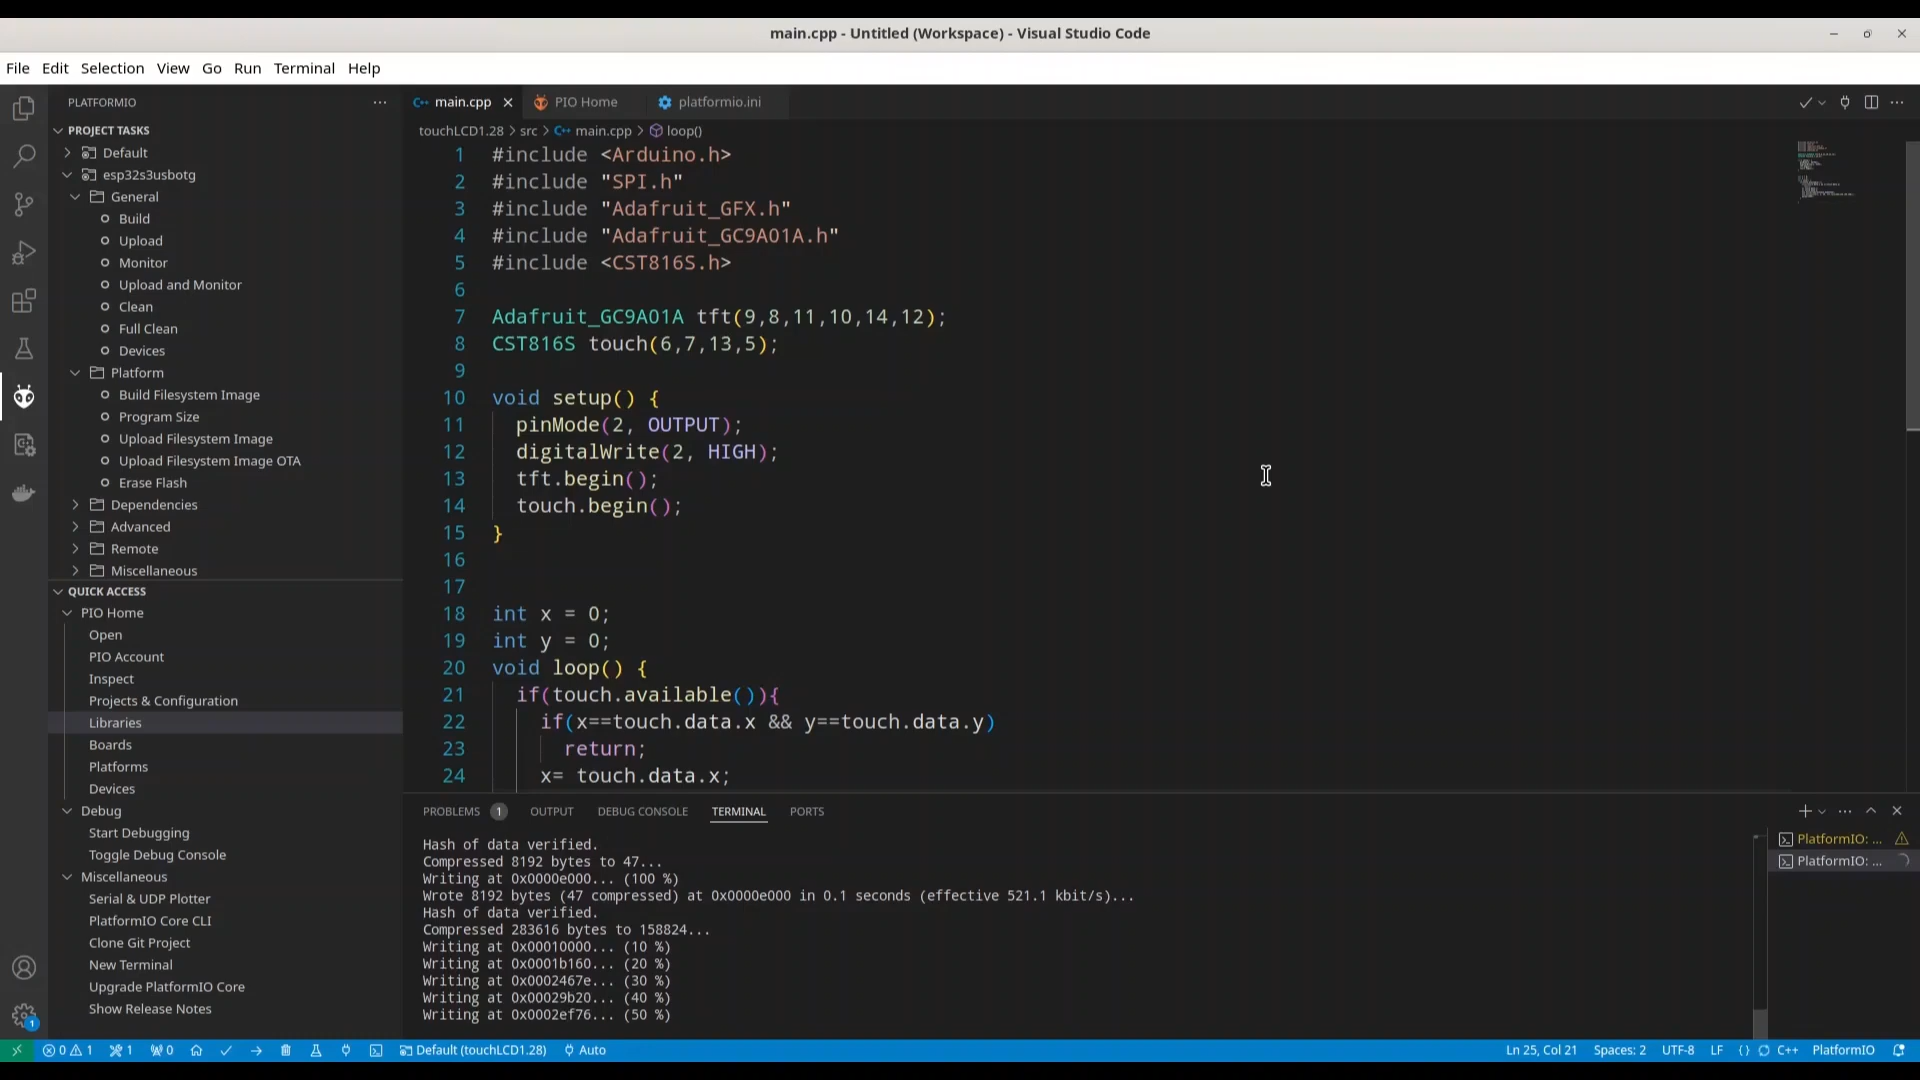 main.cpp - Untitled (Workspace) - Visual Studio Code
File Edit Selection View Go Run Terminal Help
PLATFORMIO
PROJECT TASKS
Default
esp32s3usbotg
General
Build
Upload
Monitor
Upload and Monitor
Clean
Full Clean
Devices
Platform
Build Filesystem Image
Program Size
Upload Filesystem Image
Upload Filesystem Image OTA
Erase Flash
Dependencies
Advanced
Remote
Miscellaneous
QUICK ACCESS
PIO Home
Open
PIO Account
Inspect
Projects & Configuration
Libraries
Boards
Platforms
Devices
Debug
Start Debugging
Toggle Debug Console
Miscellaneous
Serial & UDP Plotter
PlatformIO Core CLI
Clone Git Project
New Terminal
Upgrade PlatformIO Core
Show Release Notes
main.cpp PIO Home platformio.ini
touchLCD1.28 > src > main.cpp > loop()
1 #include <Arduino.h>
2 #include "SPI.h"
3 #include "Adafruit_GFX.h"
4 #include "Adafruit_GC9A01A.h"
5 #include <CST816S.h>
6
7 Adafruit_GC9A01A tft(9,8,11,10,14,12);
8 CST816S touch(6,7,13,5);
9
10 void setup() {
11 pinMode(2, OUTPUT);
12 digitalWrite(2, HIGH);
13 tft.begin();
14 touch.begin();
15 }
16
17
18 int x = 0;
19 int y = 0;
20 void loop() {
21 if(touch.available()){
22 if(x==touch.data.x && y==touch.data.y)
23 return;
24 x= touch.data.x;
PROBLEMS 1 OUTPUT DEBUG CONSOLE TERMINAL PORTS
Hash of data verified.
Compressed 8192 bytes to 47...
Writing at 0x0000e000... (100 %)
Wrote 8192 bytes (47 compressed) at 0x0000e000 in 0.1 seconds (effective 521.1 kbit/s)...
Hash of data verified.
Compressed 283616 bytes to 158824...
Writing at 0x00010000... (10 %)
Writing at 0x0001b160... (20 %)
Writing at 0x0002467e... (30 %)
Writing at 0x00029b20... (40 %)
Writing at 0x0002ef76... (50 %)
PlatformIO: ...
PlatformIO: ...
1
0 1 1 0 Default (touchLCD1.28) Auto Ln 25, Col 21 Spaces: 2 UTF-8 LF {} C++ PlatformIO